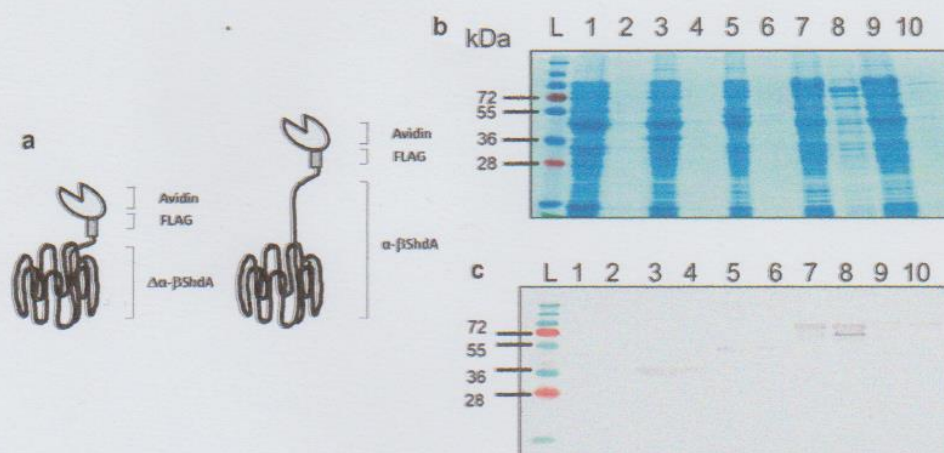 a
Avidin
FLAG
Δα-βShdA
Avidin
FLAG
α-βShdA
b
kDa
L 1 2 3 4 5 6 7 8 9 10
72
55
36
28
c
L 1 2 3 4 5 6 7 8 9 10
72
55
36
28